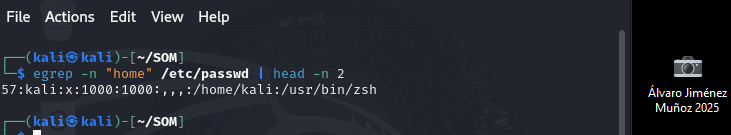 File Actions Edit View Help
┌──(kali㉿kali)-[~/SOM]
└─$ egrep -n "home" /etc/passwd | head -n 2
57:kali:x:1000:1000:,,,:/home/kali:/usr/bin/zsh
┌──(kali㉿kali)-[~/SOM]
└─$
Álvaro Jiménez
Muñoz 2025